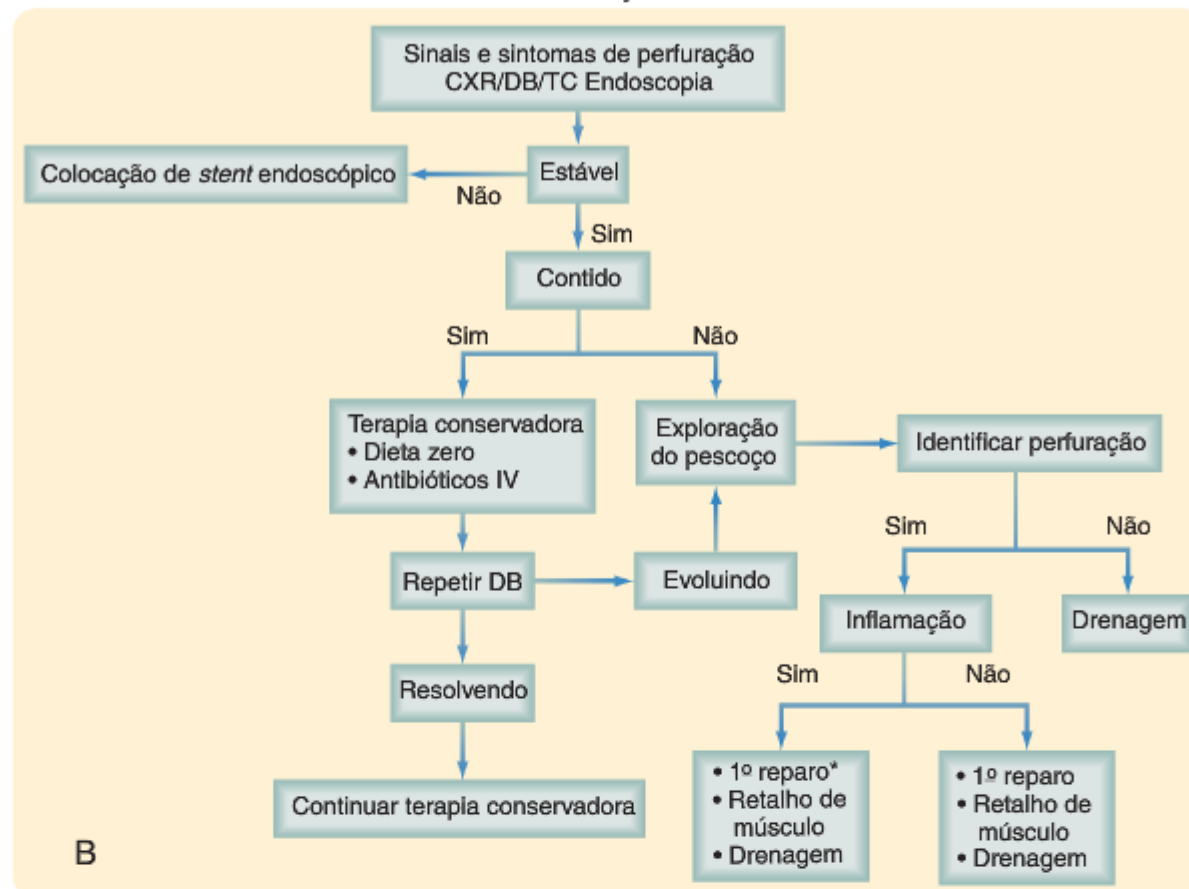 Sinais e sintomas de perfuração
CXR/DB/TC Endoscopia
Colocação de stent endoscópico
Não
Estável
Sim
Contido
Sim
Não
Terapia conservadora
• Dieta zero
• Antibióticos IV
Exploração
do pescoço
Identificar perfuração
Sim
Não
Repetir DB
Evoluindo
Inflamação
Drenagem
Resolvendo
Sim
Não
Continuar terapia conservadora
• 1º reparo*
• Retalho de
músculo
• Drenagem
• 1º reparo
• Retalho de
músculo
• Drenagem
B